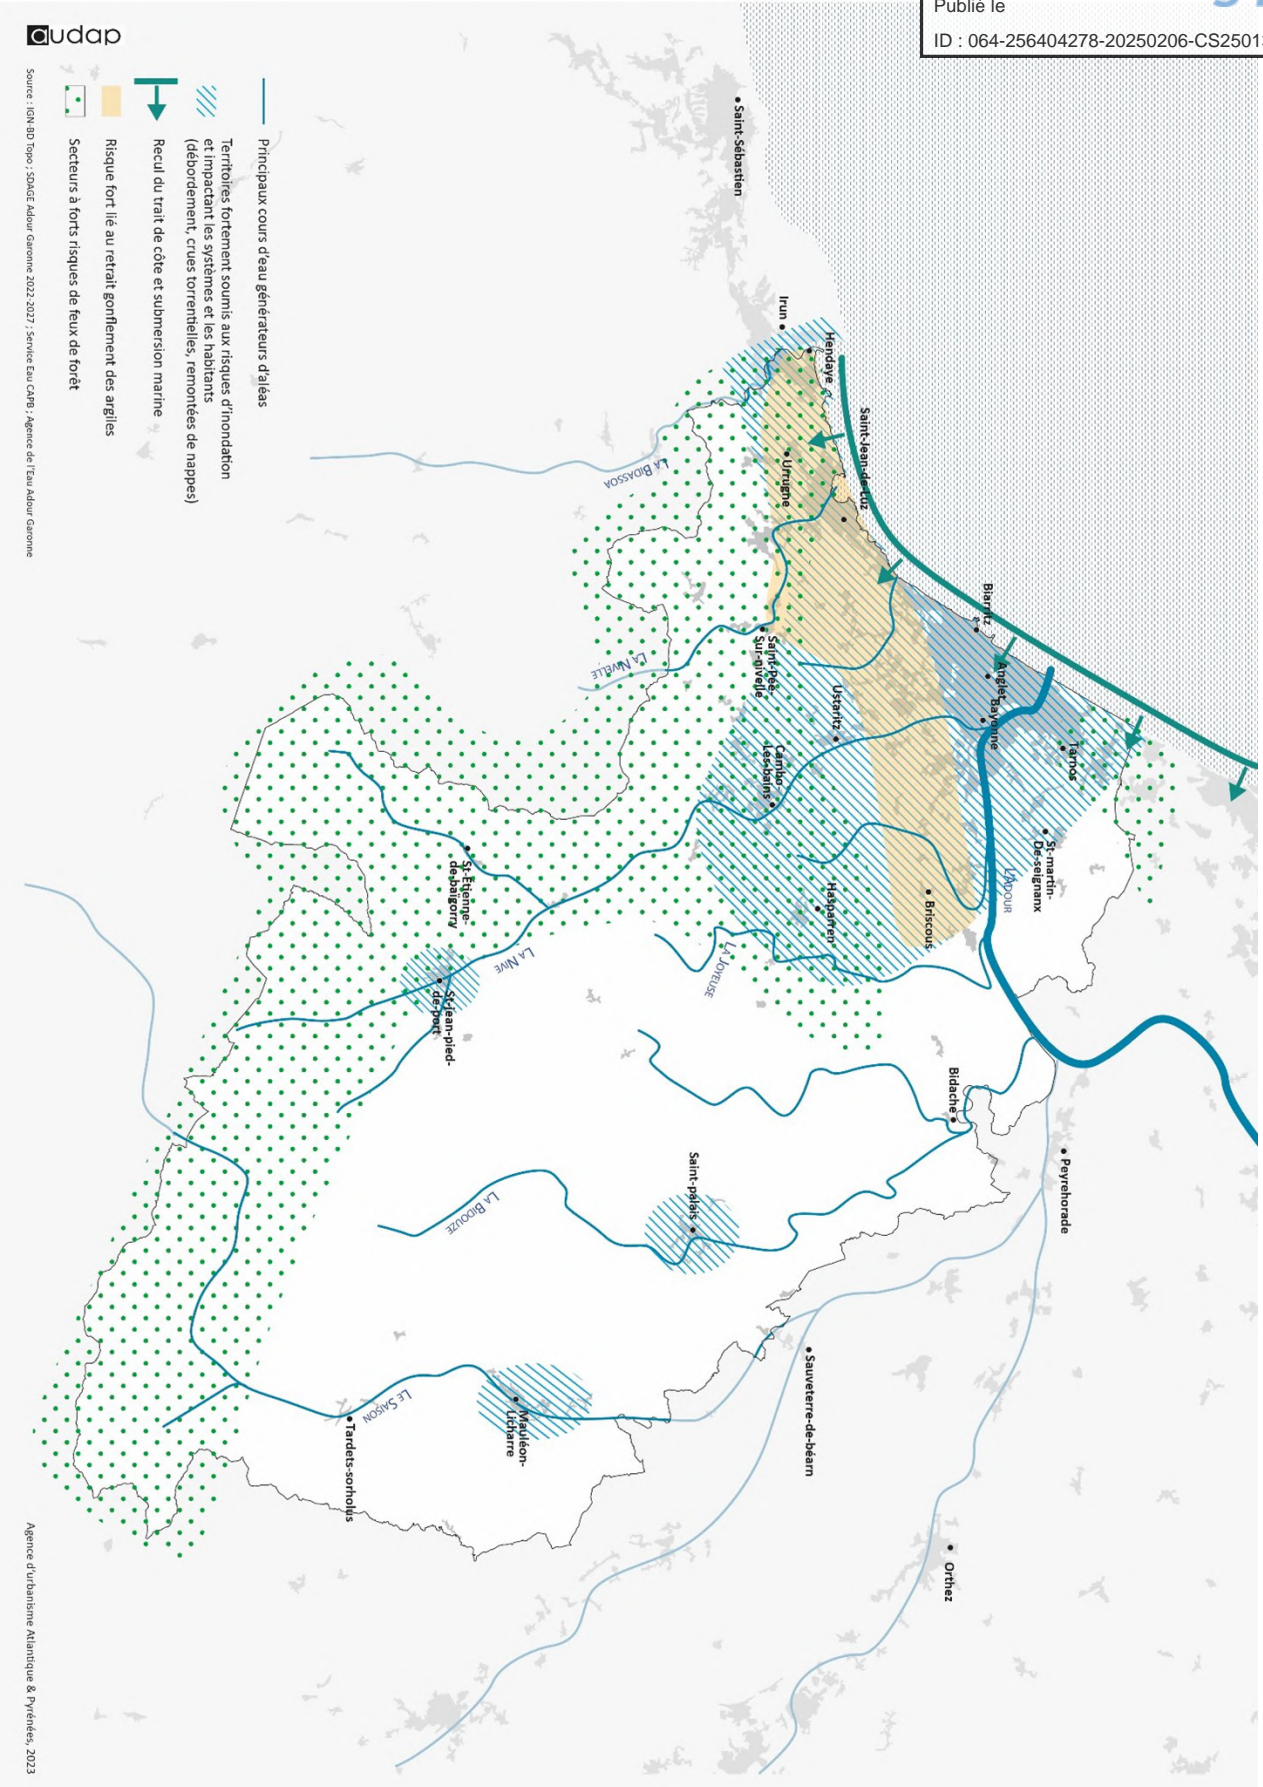 Publié le
ID : 064-256404278-20250206-CS25013
audap
Principaux cours d'eau générateurs d'aléas
Territoires fortement soumis aux risques d'inondation
et impactant les systèmes et les habitants
(débordement, crues torrentielles, remontées de nappes)
Recul du trait de côte et submersion marine
Risque fort lié au retrait gonflement des argiles
Secteurs à forts risques de feux de forêt
Source : IGN-BD Topo ; SDAGE Adour Garonne 2022-2027 ; Service Eau CAPB ; Agence de l'Eau Adour Garonne
Saint-Sébastien
Irun
Hendaye
Saint-Jean-de-Luz
Urrugne
LA BIDASSOA
Biarritz
Anglet
Bayonne
Tarnos
St-martin-
De-seignanx
L'ADOUR
Saint-Pée-
Sur-nivelle
LA NIVELLE
Ustaritz
Cambo-
Les-bains
Hasparren
Briscous
LA JOYEUSE
St-Etienne-
de-baïgorry
LA NIVE
St-jean-pied-
de-port
Bidache
Peyrehorade
Saint-palais
LA BIDOUZE
Sauveterre-de-béarn
Mauléon-
Licharre
LE SAISON
Tardets-sorholus
Orthez
Agence d'urbanisme Atlantique & Pyrénées, 2023